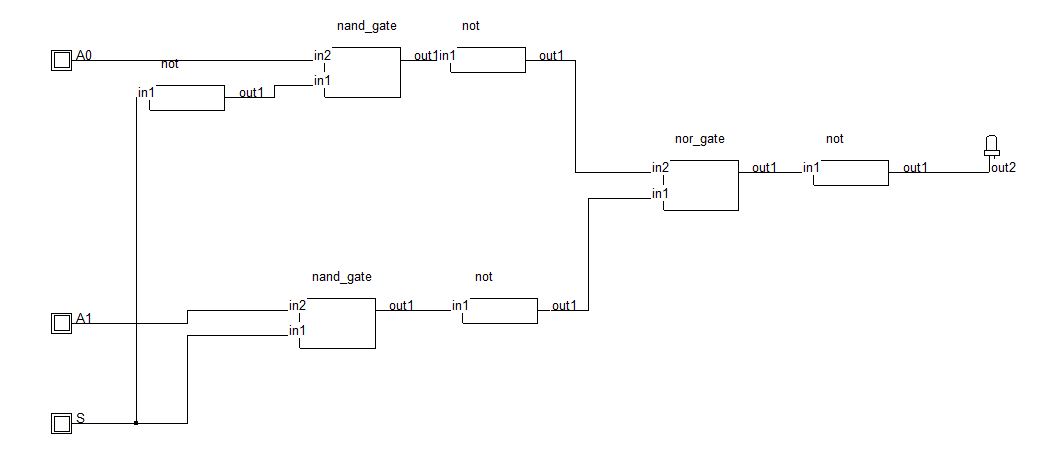 nand_gate
not
A0
in2
out1
in1
out1
not
in1
in1
out1
nor_gate
not
in2
out1
in1
out1
out2
in1
nand_gate
not
in2
out1
in1
out1
A1
in1
S